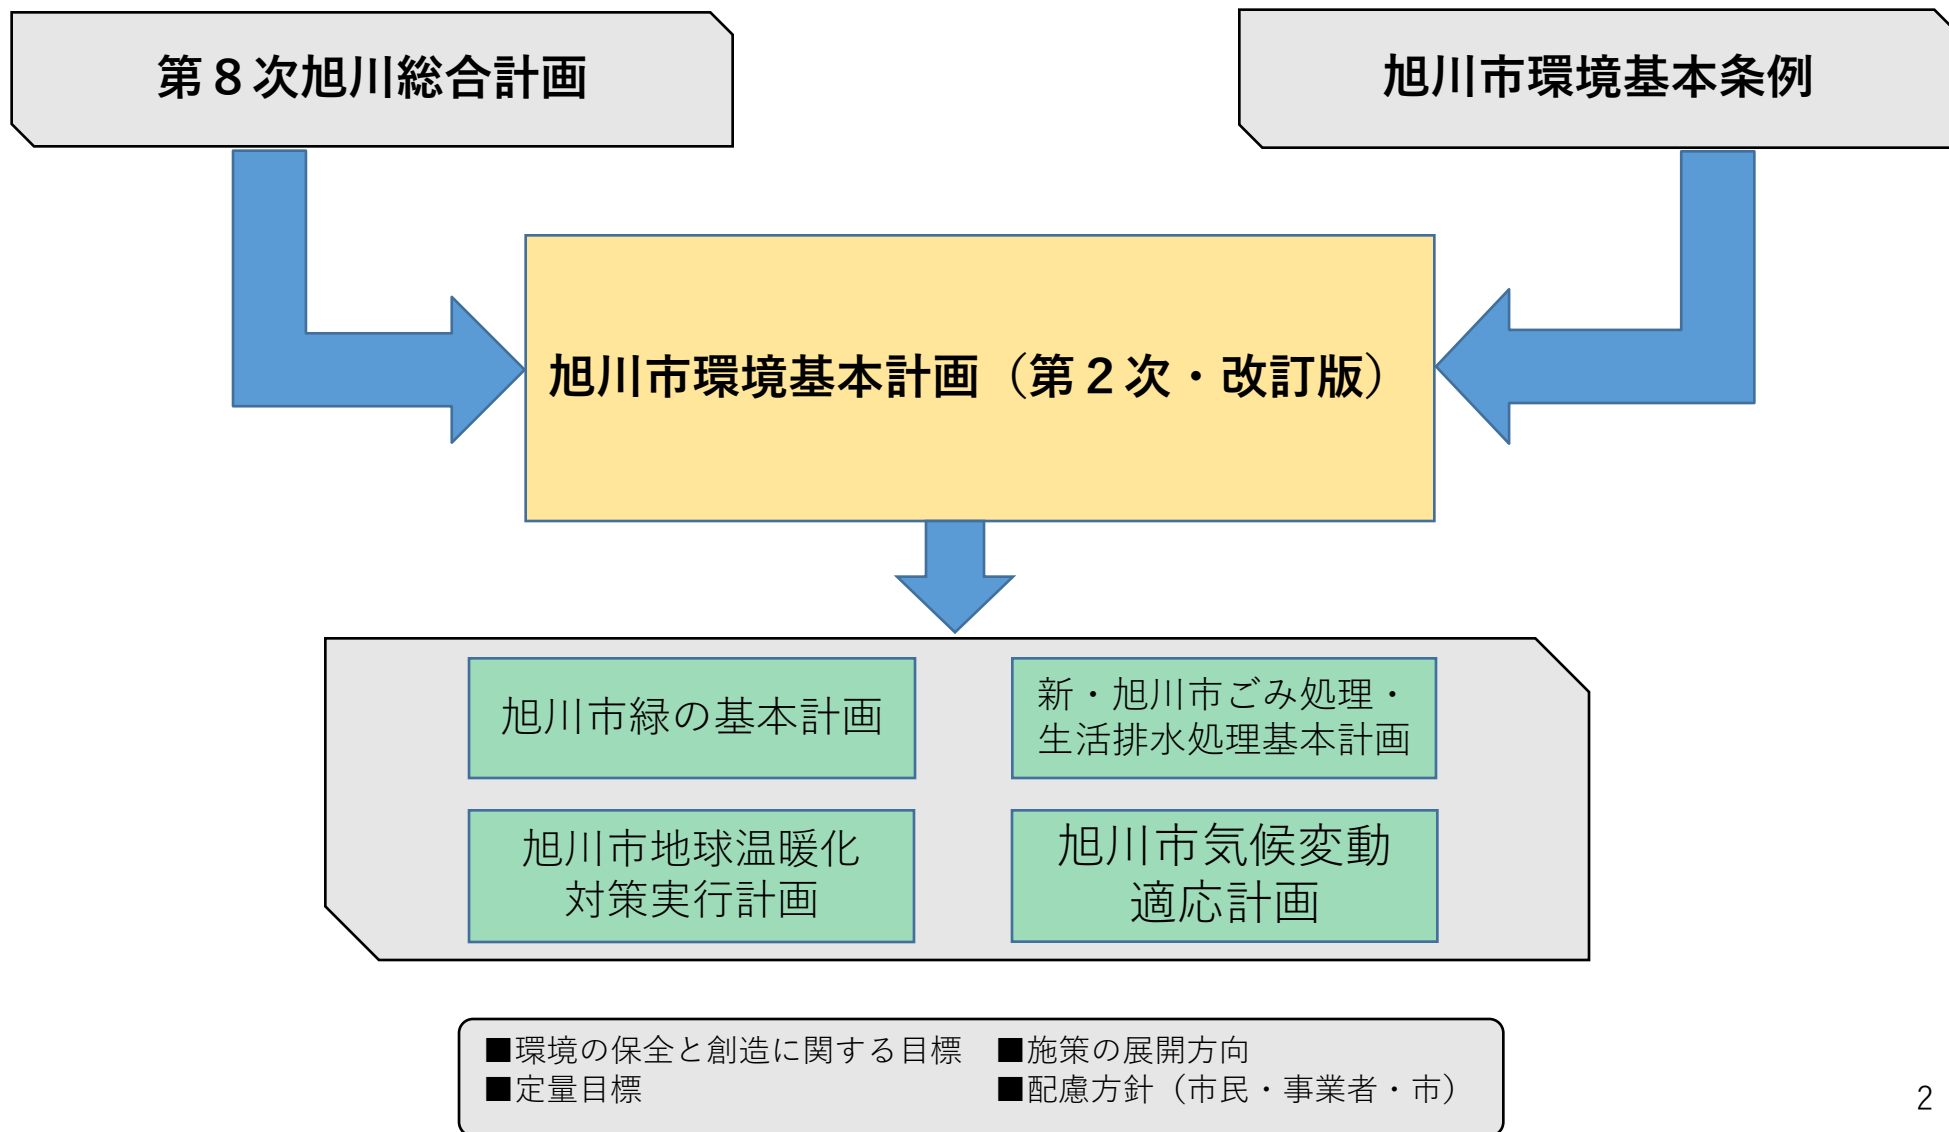 第８次旭川総合計画
旭川市環境基本条例
旭川市環境基本計画（第２次・改訂版）
旭川市緑の基本計画
新・旭川市ごみ処理・
生活排水処理基本計画
旭川市地球温暖化
対策実行計画
旭川市気候変動
適応計画
■環境の保全と創造に関する目標　■施策の展開方向
■定量目標　■配慮方針（市民・事業者・市）
2